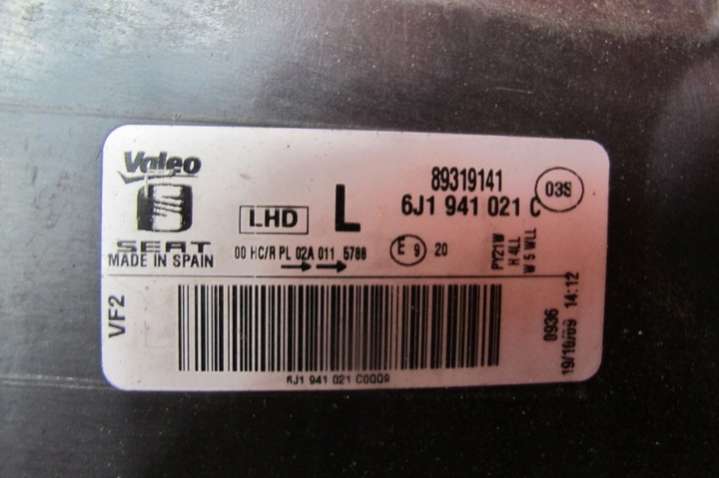 Valeo
89319141
03S
6J1 941 021 C
LHD
L
SEAT
MADE IN SPAIN
00 HC/R PL 02A 011 5788
E 9 20
PY21W
H 4LL
W 5 WLL
VF2
0936
19/10/09 14:12
6J1 941 021 C0009